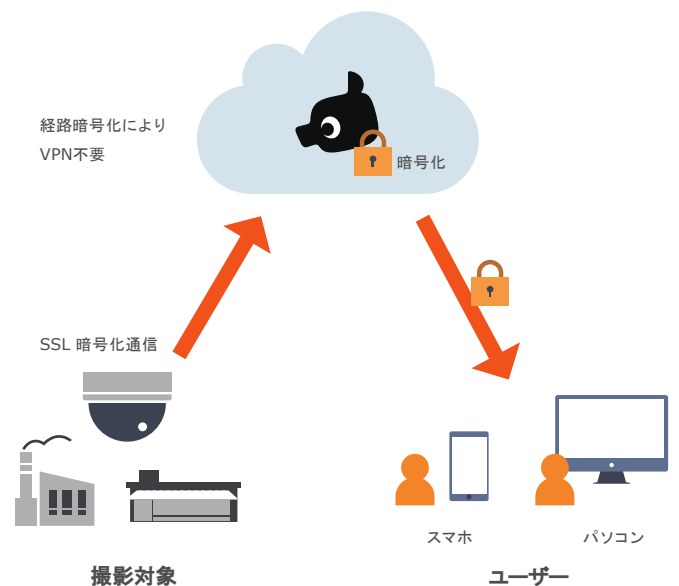 経路暗号化により
VPN不要
暗号化
SSL 暗号化通信
スマホ
パソコン
撮影対象
ユーザー